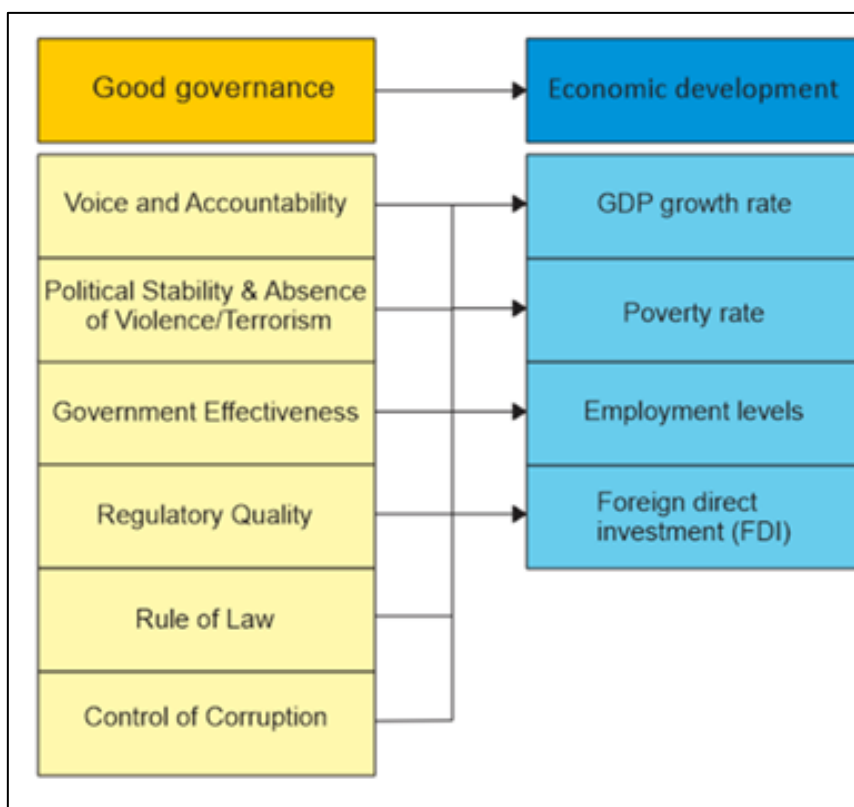 Good governance
Economic development
Voice and Accountability
GDP growth rate
Political Stability & Absence
of Violence/Terrorism
Poverty rate
Government Effectiveness
Employment levels
Regulatory Quality
Foreign direct
investment (FDI)
Rule of Law
Control of Corruption